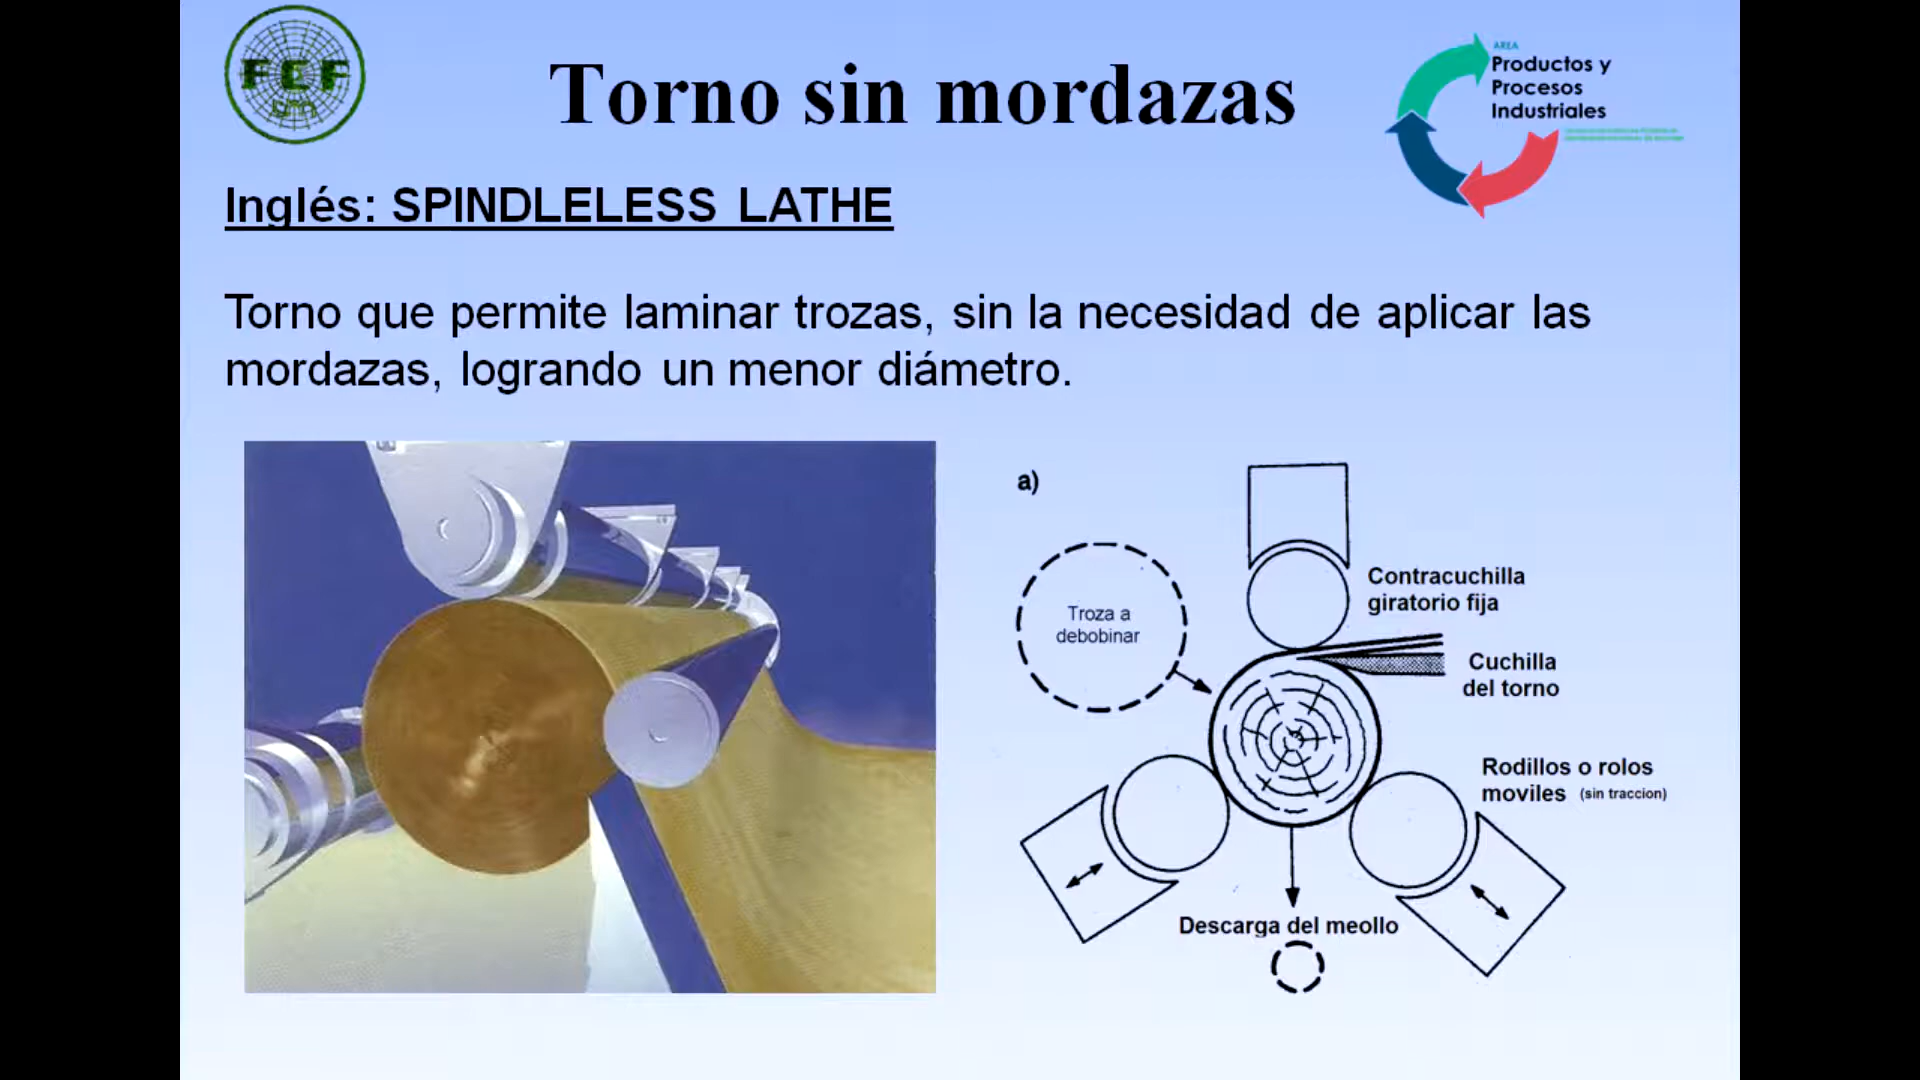 FCF
Torno sin mordazas
AREA
Productos y
Procesos
Industriales
Inglés: SPINDLELESS LATHE
Torno que permite laminar trozas, sin la necesidad de aplicar las
mordazas, logrando un menor diámetro.
a)
Troza a
debobinar
Contracuchilla
giratorio fija
Cuchilla
del torno
Rodillos o rolos
moviles (sin traccion)
Descarga del meollo